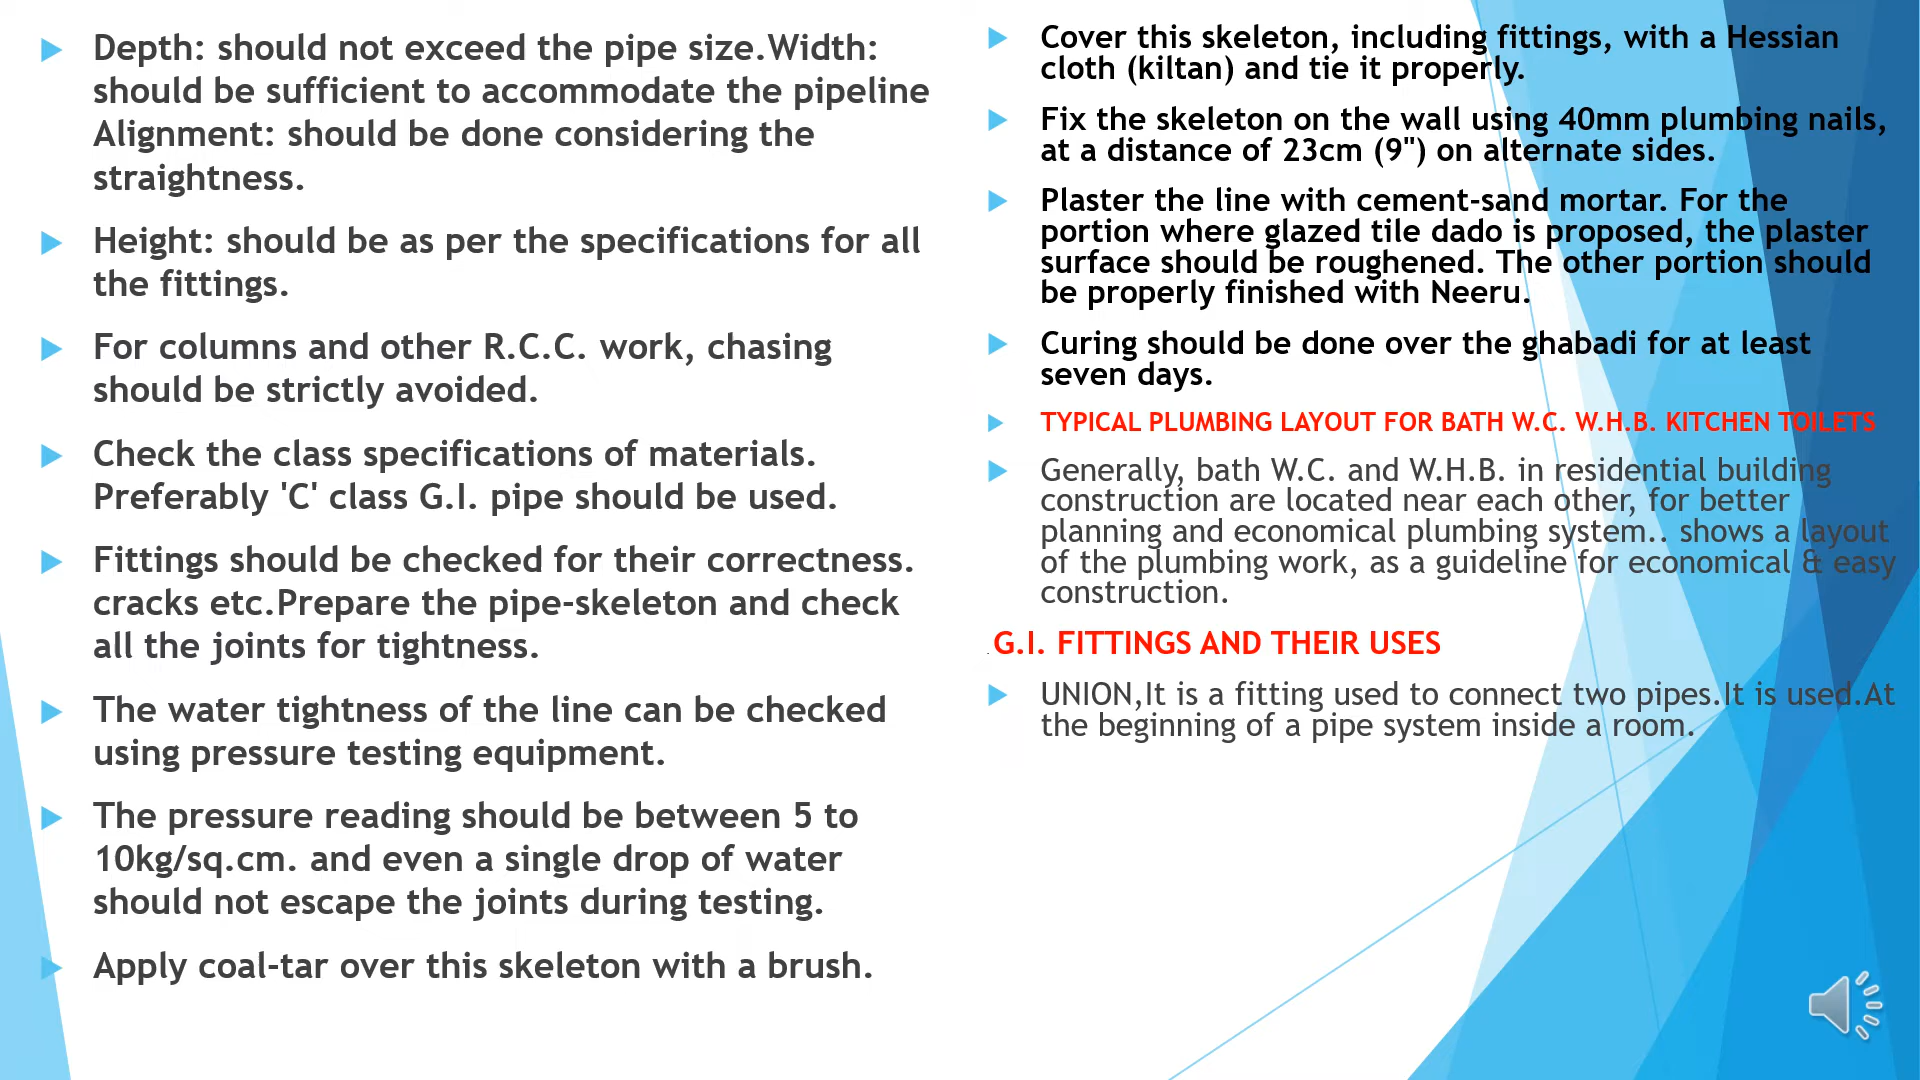 Depth: should not exceed the pipe size.Width:
should be sufficient to accommodate the pipeline
Alignment: should be done considering the
straightness.
Height: should be as per the specifications for all
the fittings.
For columns and other R.C.C. work, chasing
should be strictly avoided.
Check the class specifications of materials.
Preferably 'C' class G.I. pipe should be used.
Fittings should be checked for their correctness.
cracks etc.Prepare the pipe-skeleton and check
all the joints for tightness.
The water tightness of the line can be checked
using pressure testing equipment.
The pressure reading should be between 5 to
10kg/sq.cm. and even a single drop of water
should not escape the joints during testing.
Apply coal-tar over this skeleton with a brush.
Cover this skeleton, including fittings, with a Hessian
cloth (kiltan) and tie it properly.
Fix the skeleton on the wall using 40mm plumbing nails,
at a distance of 23cm (9") on alternate sides.
Plaster the line with cement-sand mortar. For the
portion where glazed tile dado is proposed, the plaster
surface should be roughened. The other portion should
be properly finished with Neeru.
Curing should be done over the ghabadi for at least
seven days.
TYPICAL PLUMBING LAYOUT FOR BATH W.C. W.H.B. KITCHEN TOILETS
Generally, bath W.C. and W.H.B. in residential building
construction are located near each other, for better
planning and economical plumbing system.. shows a layout
of the plumbing work, as a guideline for economical & easy
construction.
. G.I. FITTINGS AND THEIR USES
UNION,It is a fitting used to connect two pipes.It is used.At
the beginning of a pipe system inside a room.